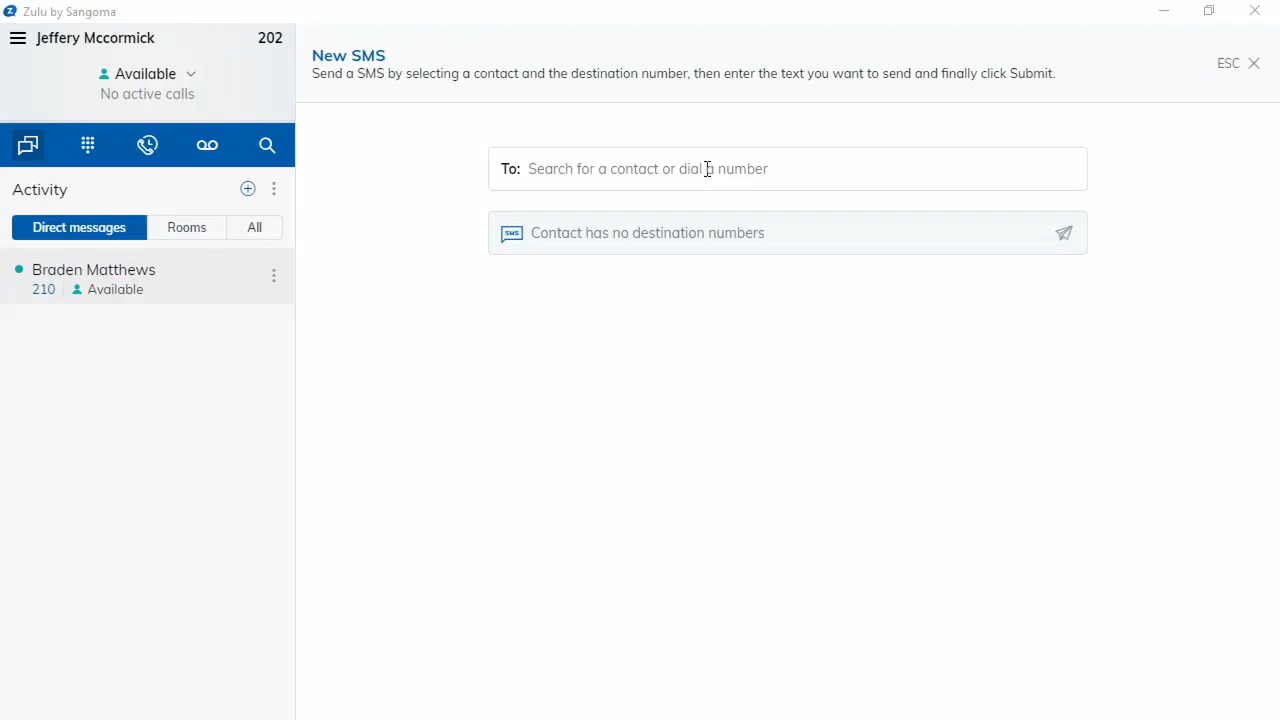 Zulu by Sangoma
Jeffery Mccormick 202
Available
No active calls
Activity
Direct messages Rooms All
Braden Matthews
210 Available
New SMS
Send a SMS by selecting a contact and the destination number, then enter the text you want to send and finally click Submit.
ESC
To: Search for a contact or dial a number
SMS Contact has no destination numbers